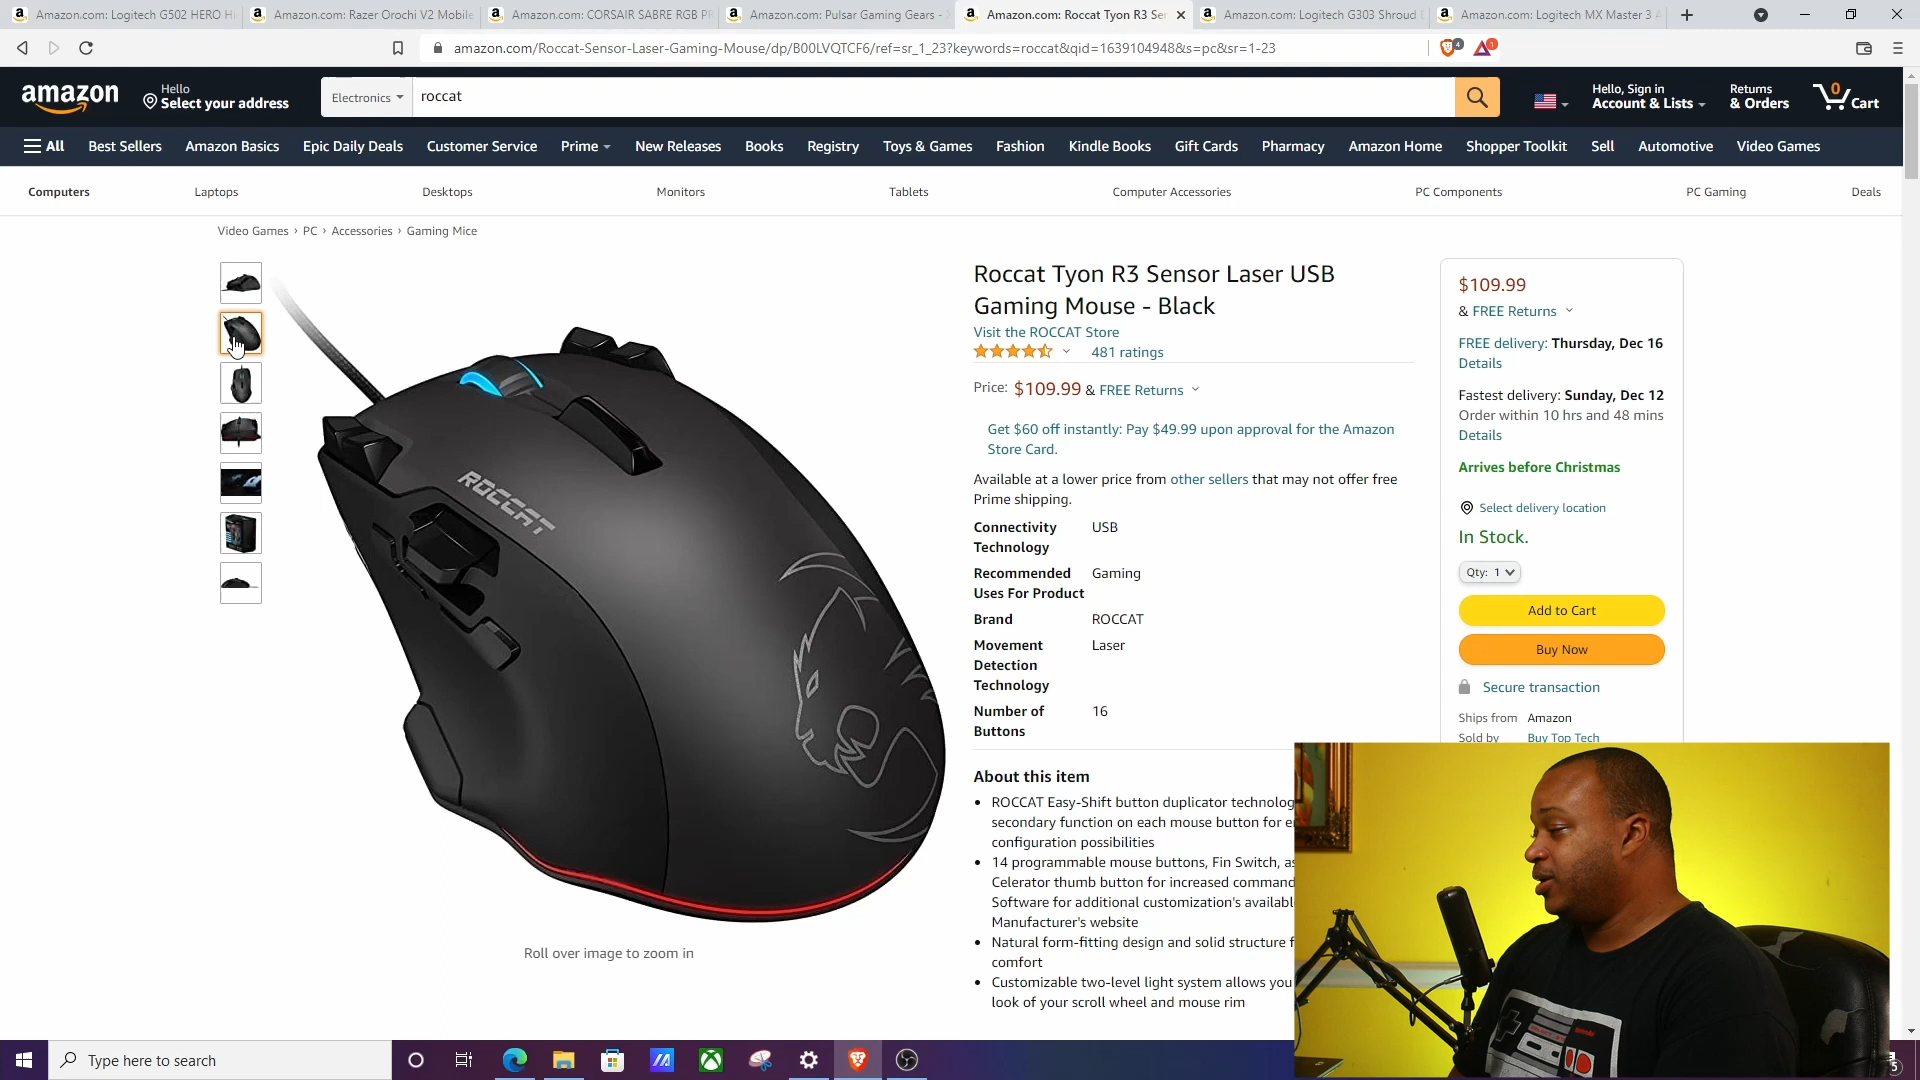 Amazon.com: Logitech G502 HERO Hi
Amazon.com: Razer Orochi V2 Mobile
Amazon.com: CORSAIR SABRE RGB PR
Amazon.com: Pulsar Gaming Gears -
Amazon.com: Roccat Tyon R3 Ser
Amazon.com: Logitech G303 Shroud E
Amazon.com: Logitech MX Master 3 A
amazon.com/Roccat-Sensor-Laser-Gaming-Mouse/dp/B00LVQTCF6/ref=sr_1_23?keywords=roccat&qid=1639104948&s=pc&sr=1-23
4
1
amazon
Hello
Select your address
Electronics
roccat
Hello, Sign in
Account & Lists
Returns
& Orders
0
Cart
All
Best Sellers
Amazon Basics
Epic Daily Deals
Customer Service
Prime
New Releases
Books
Registry
Toys & Games
Fashion
Kindle Books
Gift Cards
Pharmacy
Amazon Home
Shopper Toolkit
Sell
Automotive
Video Games
Computers
Laptops
Desktops
Monitors
Tablets
Computer Accessories
PC Components
PC Gaming
Deals
Video Games › PC › Accessories › Gaming Mice
ROCCAT
Roll over image to zoom in
Roccat Tyon R3 Sensor Laser USB
Gaming Mouse - Black
Visit the ROCCAT Store
481 ratings
Price: $109.99 & FREE Returns
Get $60 off instantly: Pay $49.99 upon approval for the Amazon
Store Card.
Available at a lower price from other sellers that may not offer free
Prime shipping.
Connectivity Technology USB
Recommended Uses For Product Gaming
Brand ROCCAT
Movement Detection Technology Laser
Number of Buttons 16
About this item
• ROCCAT Easy-Shift button duplicator technolog
secondary function on each mouse button for e
configuration possibilities
• 14 programmable mouse buttons, Fin Switch, as
Celerator thumb button for increased command
Software for additional customization's availabl
Manufacturer's website
• Natural form-fitting design and solid structure f
comfort
• Customizable two-level light system allows you
look of your scroll wheel and mouse rim
$109.99
& FREE Returns
FREE delivery: Thursday, Dec 16
Details
Fastest delivery: Sunday, Dec 12
Order within 10 hrs and 48 mins
Details
Arrives before Christmas
Select delivery location
In Stock.
Qty: 1
Add to Cart
Buy Now
Secure transaction
Ships from Amazon
Sold by Buy Top Tech
Type here to search
5